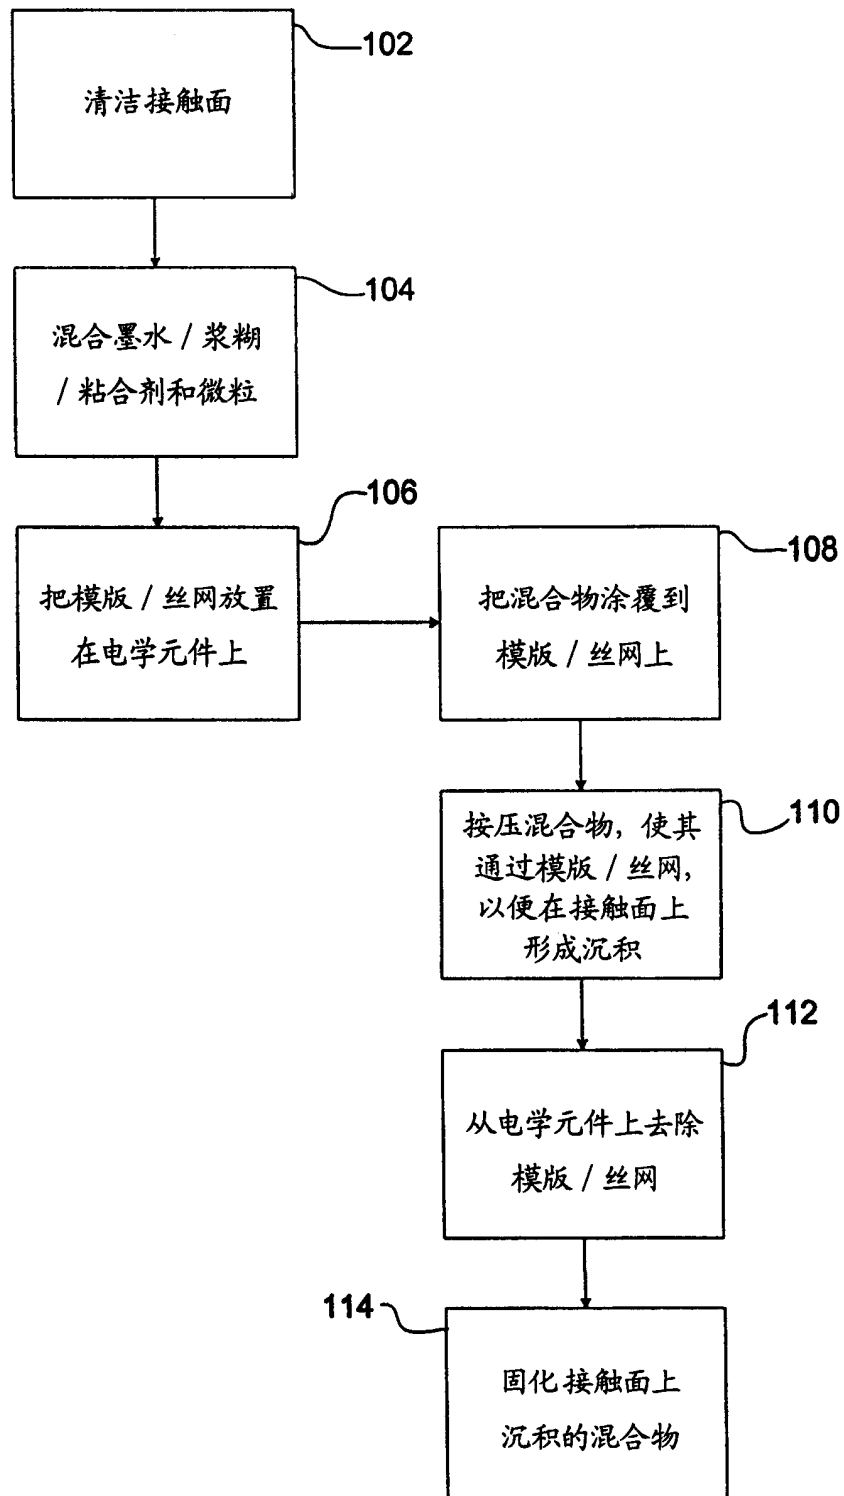 102
清洁接触面
104
混合墨水/浆糊
/粘合剂和微粒
106
把模版/丝网放置
在电学元件上
108
把混合物涂覆到
模版/丝网上
110
按压混合物，使其
通过模版/丝网，
以便在接触面上
形成沉积
112
从电学元件上去除
模版/丝网
114
固化接触面上
沉积的混合物